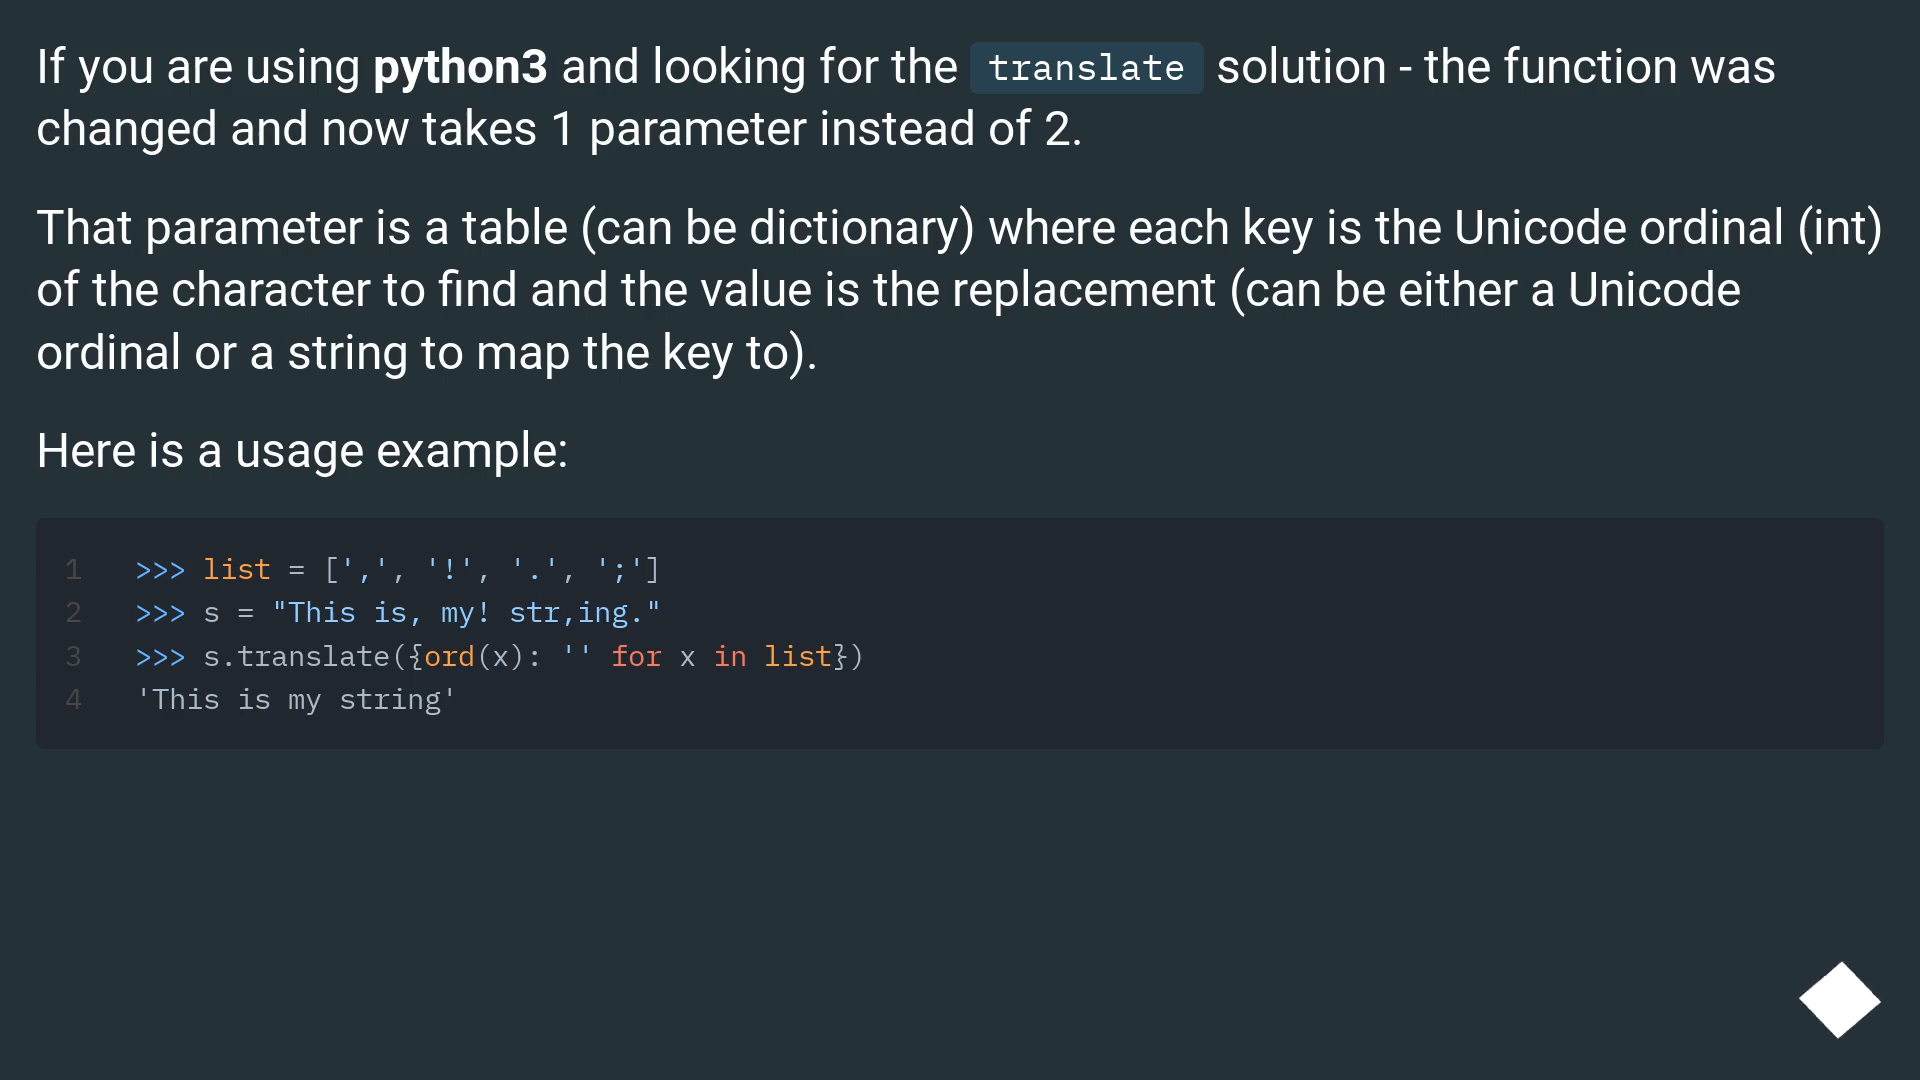 If you are using python3 and looking for the translate solution - the function was
changed and now takes 1 parameter instead of 2.
That parameter is a table (can be dictionary) where each key is the Unicode ordinal (int)
of the character to find and the value is the replacement (can be either a Unicode
ordinal or a string to map the key to).
Here is a usage example:
1 >>> list = [',', '!', '.', ';']
2 >>> s = "This is, my! str,ing."
3 >>> s.translate({ord(x): '' for x in list})
4 'This is my string'